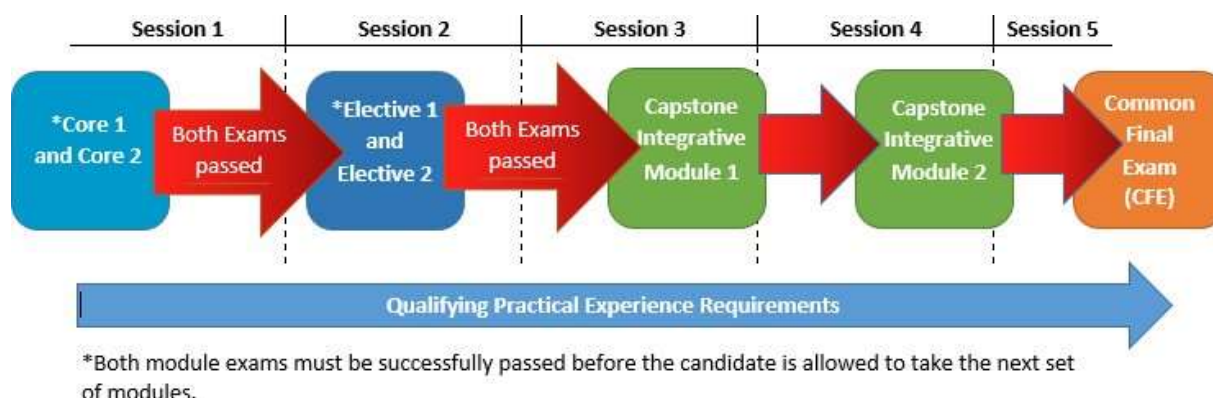 Session 1
Session 2
Session 3
Session 4
Session 5
*Core 1
and Core 2
Both Exams
passed
*Elective 1
and
Elective 2
Both Exams
passed
Capstone
Integrative
Module 1
Capstone
Integrative
Module 2
Common
Final
Exam
(CFE)
Qualifying Practical Experience Requirements
*Both module exams must be successfully passed before the candidate is allowed to take the next set
of modules.